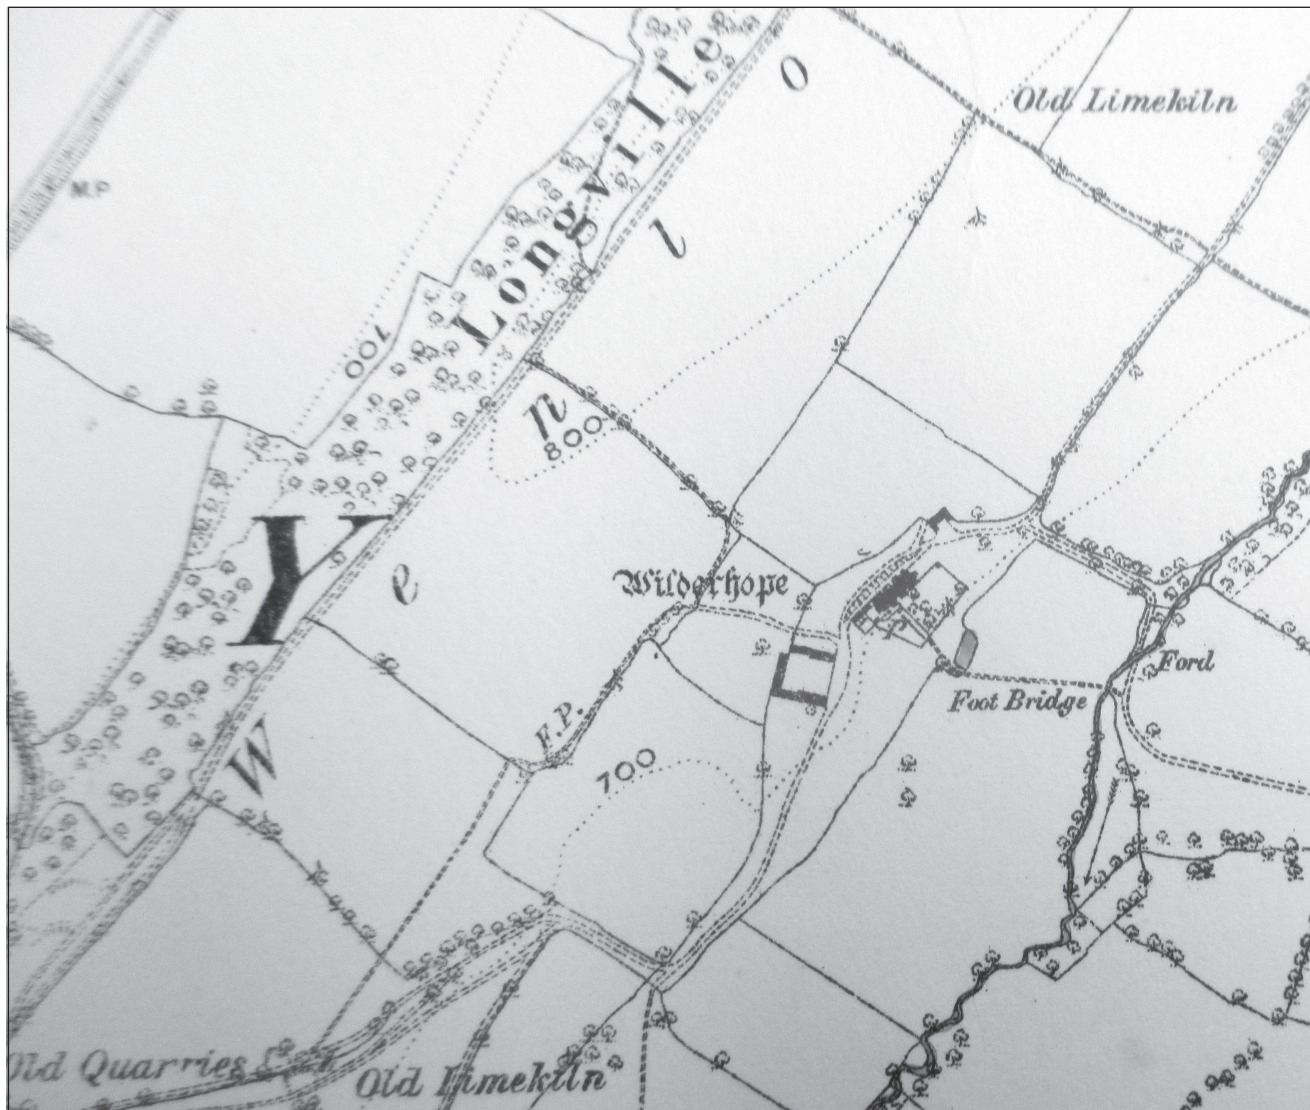 Old Limekiln
M.P
Longville
o
l
700
n
800
Y
e
Wilderhope
Ford
Foot Bridge
F.P.
W
700
Old Quarries
Old Limekiln